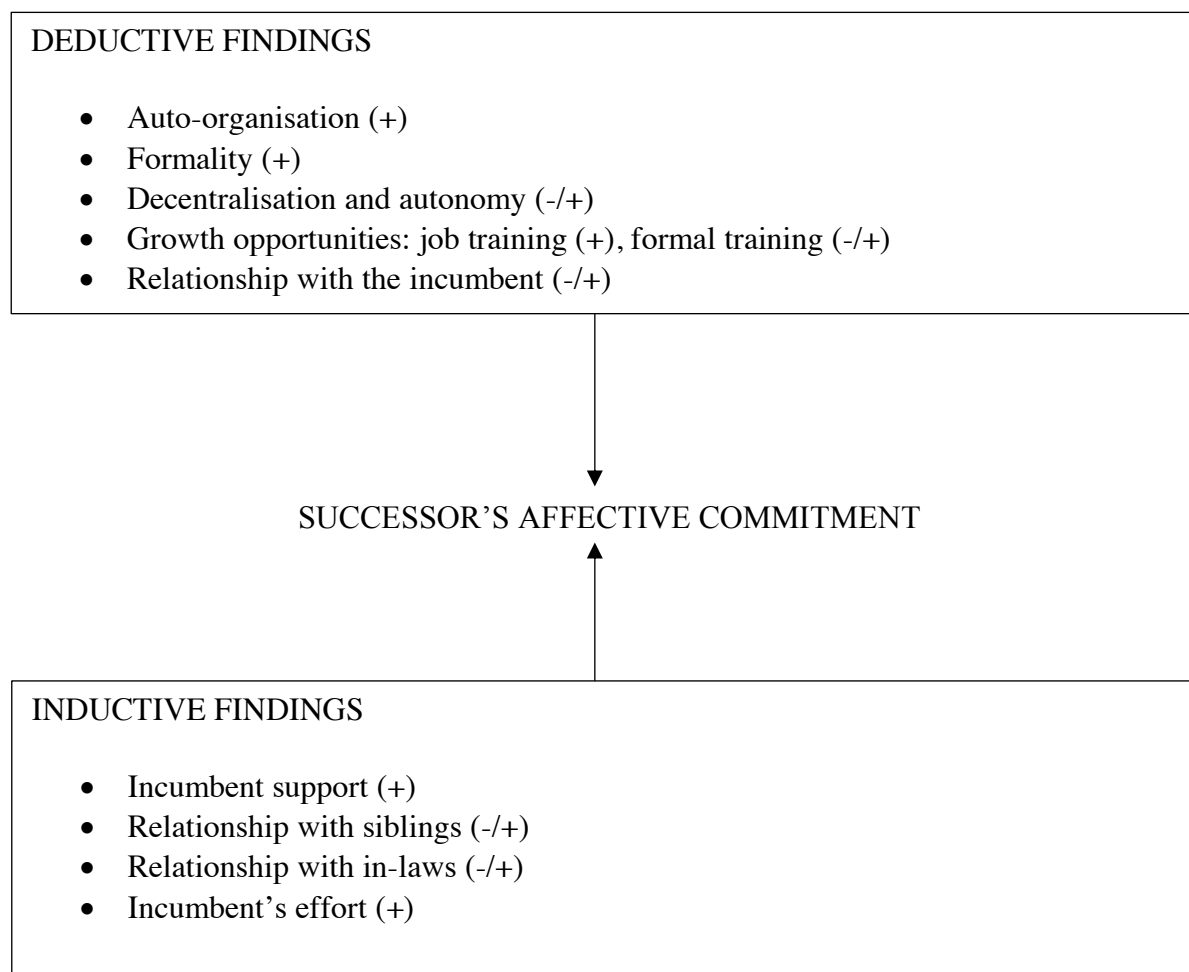 DEDUCTIVE FINDINGS
• Auto-organisation (+)
• Formality (+)
• Decentralisation and autonomy (-/+)
• Growth opportunities: job training (+), formal training (-/+)
• Relationship with the incumbent (-/+)
SUCCESSOR’S AFFECTIVE COMMITMENT
INDUCTIVE FINDINGS
• Incumbent support (+)
• Relationship with siblings (-/+)
• Relationship with in-laws (-/+)
• Incumbent’s effort (+)